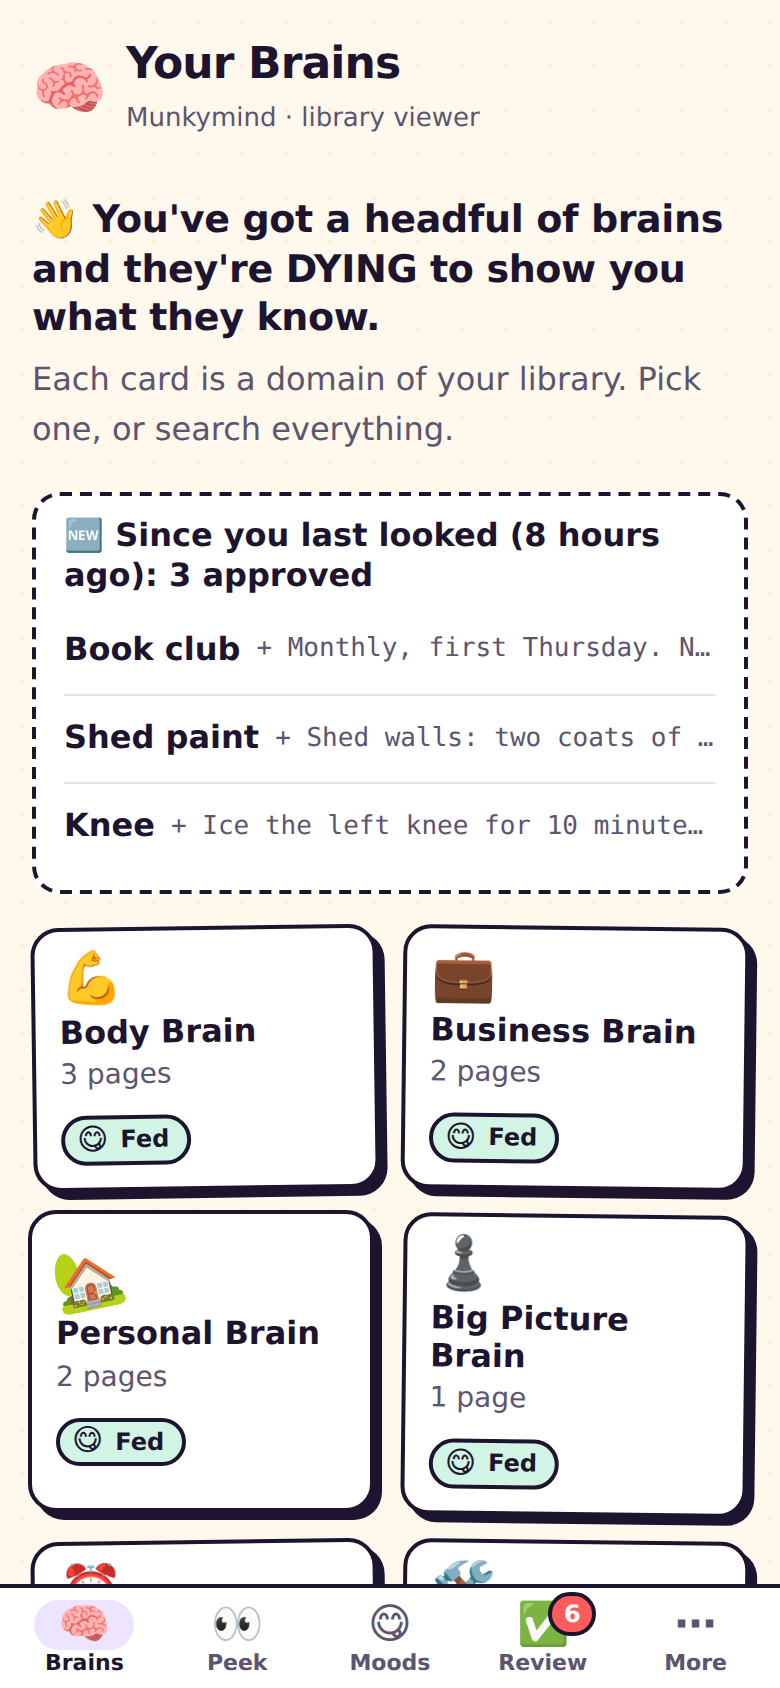 Your Brains
Munkymind · library viewer
👋 You've got a headful of brains
and they're DYING to show you
what they know.
Each card is a domain of your library. Pick
one, or search everything.
🆕 Since you last looked (8 hours
ago): 3 approved
Book club + Monthly, first Thursday. N…
Shed paint + Shed walls: two coats of …
Knee + Ice the left knee for 10 minute…
Body Brain
3 pages
😋 Fed
Business Brain
2 pages
😋 Fed
Personal Brain
2 pages
😋 Fed
Big Picture
Brain
1 page
😋 Fed
6
Brains
Peek
Moods
Review
More